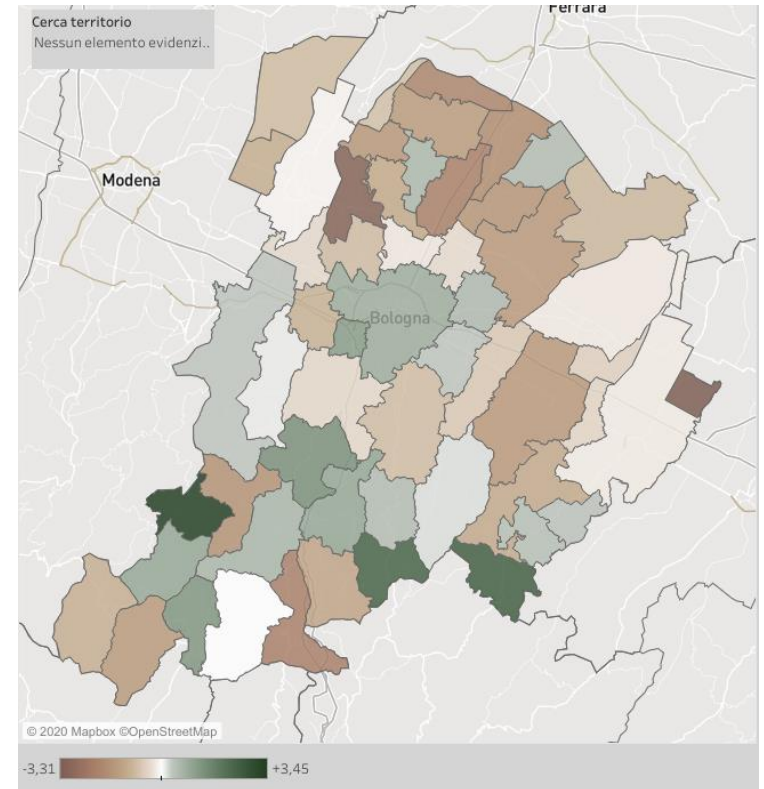 Ferrara
Cerca territorio
Nessun elemento evidenzi..
Modena
Bologna
© 2020 Mapbox ©OpenStreetMap
-3,31
+3,45